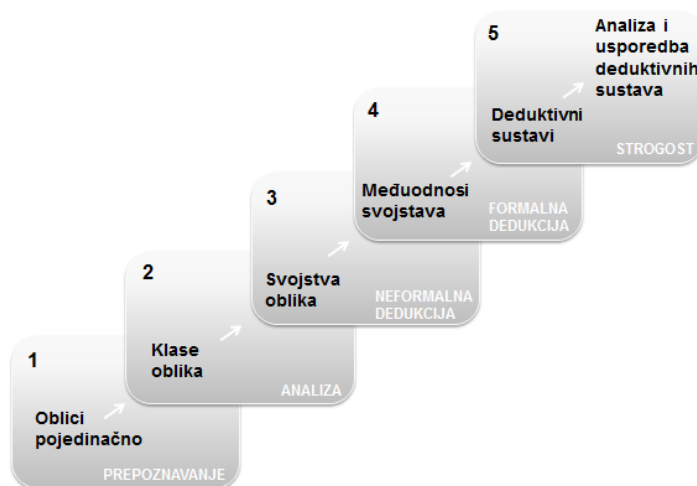 5
Analiza i
usporedba
deduktivnih
sustava
4
Deduktivni
sustavi
STROGOST
3
Međuodnosi
svojstava
FORMALNA
DEDUKCIJA
2
Svojstva
oblika
NEFORMALNA
DEDUKCIJA
1
Klase
oblika
ANALIZA
Oblici
pojedinačno
PREPOZNAVANJE